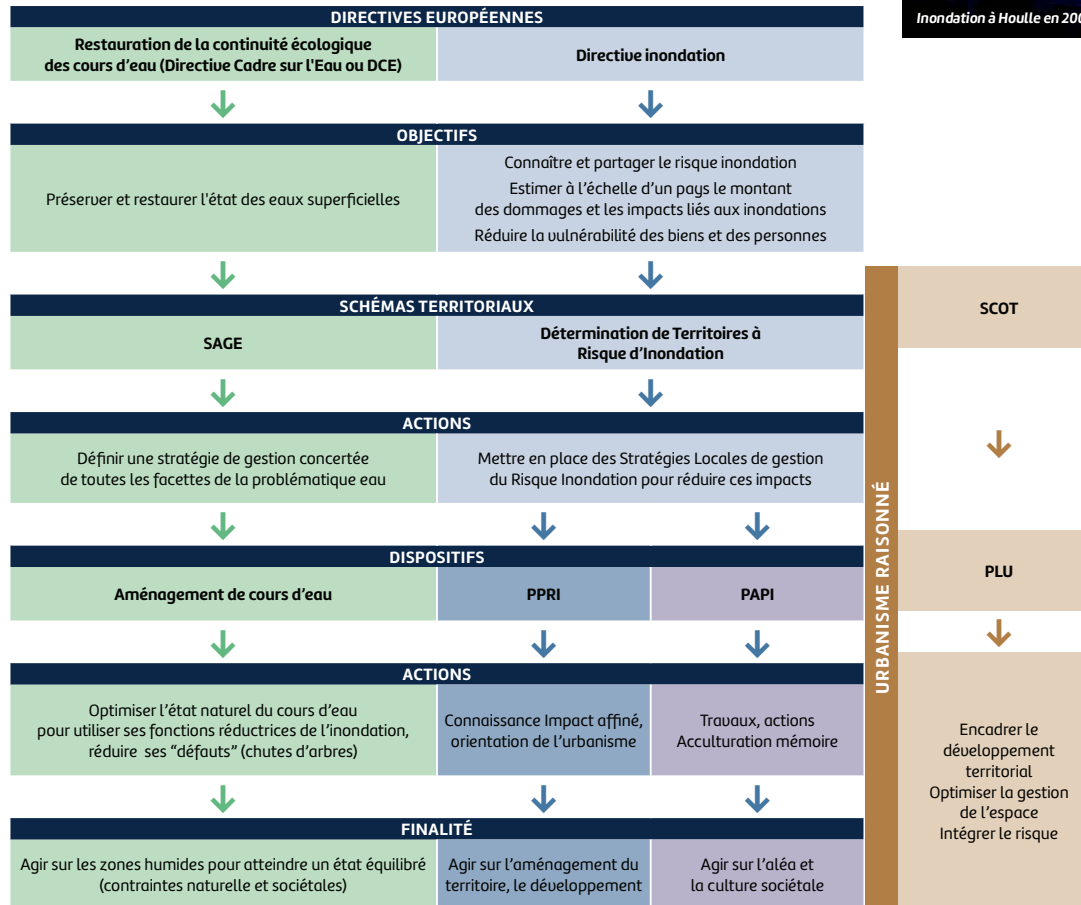 Inondation à Houlle en 200
DIRECTIVES EUROPÉENNES
Restauration de la continuité écologique
des cours d'eau (Directive Cadre sur l'Eau ou DCE)
Directive inondation
OBJECTIFS
Préserver et restaurer l'état des eaux superficielles
Connaître et partager le risque inondation
Estimer à l'échelle d'un pays le montant
des dommages et les impacts liés aux inondations
Réduire la vulnérabilité des biens et des personnes
SCHÉMAS TERRITORIAUX
SAGE
Détermination de Territoires à
Risque d'Inondation
ACTIONS
Définir une stratégie de gestion concertée
de toutes les facettes de la problématique eau
Mettre en place des Stratégies Locales de gestion
du Risque Inondation pour réduire ces impacts
DISPOSITIFS
Aménagement de cours d'eau
PPRI
PAPI
ACTIONS
Optimiser l'état naturel du cours d'eau
pour utiliser ses fonctions réductrices de l'inondation,
réduire ses "défauts" (chutes d'arbres)
Connaissance Impact affiné,
orientation de l'urbanisme
Travaux, actions
Acculturation mémoire
FINALITÉ
Agir sur les zones humides pour atteindre un état équilibré
(contraintes naturelle et sociétales)
Agir sur l'aménagement du
territoire, le développement
Agir sur l'aléa et
la culture sociétale
URBANISME RAISONNÉ
SCOT
PLU
Encadrer le
développement
territorial
Optimiser la gestion
de l'espace
Intégrer le risque